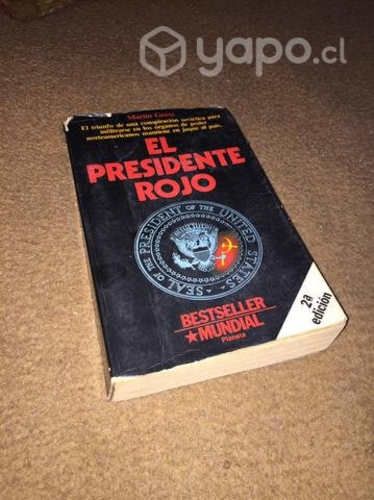 yapo.cl
Martin Gross
El triunfo de una conspiración soviética para
infiltrarse en los órganos de poder
norteamericanos mantiene en jaque al país.
EL
PRESIDENTE
ROJO
SEAL OF THE PRESIDENT OF THE UNITED STATES
BESTSELLER
MUNDIAL
Planeta
2ª edición